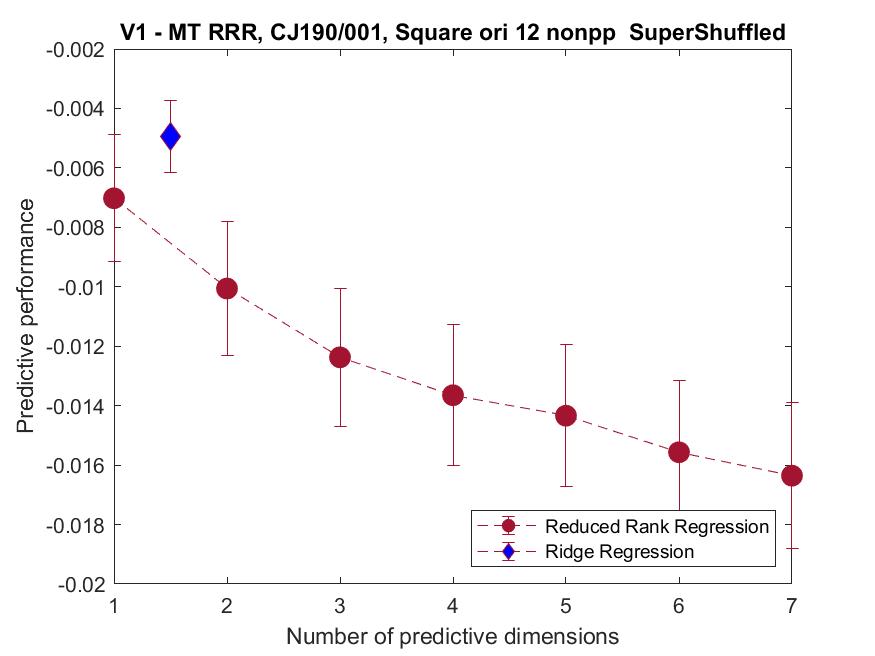 V1 - MT RRR, CJ190/001, Square ori 12 nonpp  SuperShuffled
-0.002
-0.004
-0.006
-0.008
-0.01
-0.012
-0.014
-0.016
-0.018
-0.02
Predictive performance
Reduced Rank Regression
Ridge Regression
1 2 3 4 5 6 7
Number of predictive dimensions